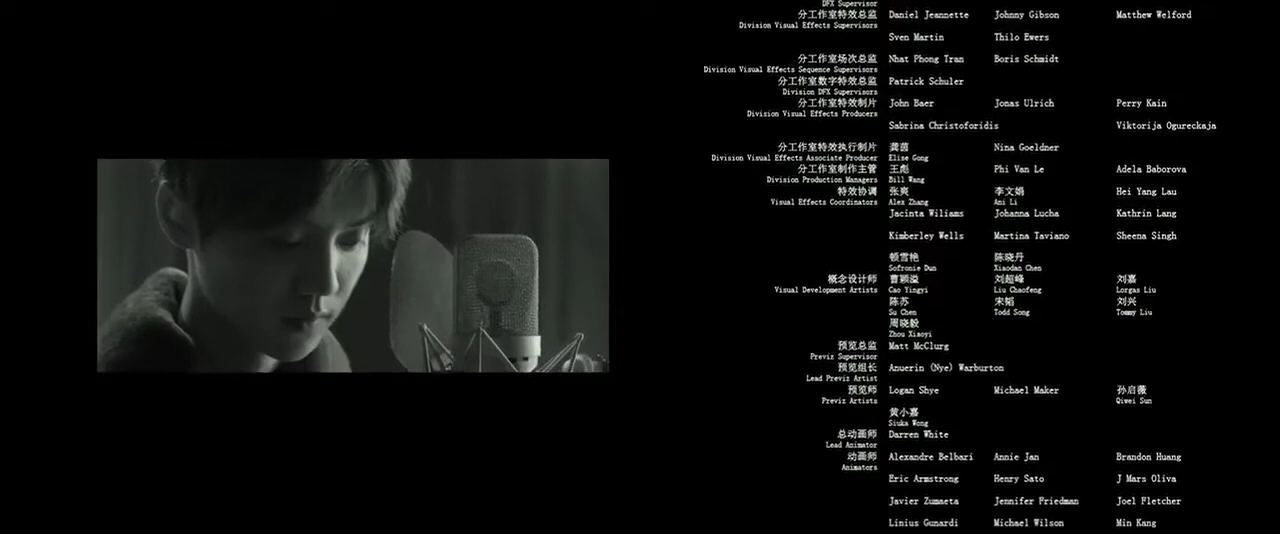 DFX Supervisor
分工作室特效总监 Daniel Jeannette Johnny Gibson Matthew Welford
Division Visual Effects Supervisors
Sven Martin Thilo Ewers
分工作室场次总监 Nhat Phong Tran Boris Schmidt
Division Visual Effects Sequence Supervisors
分工作室数字特效总监 Patrick Schuler
Division DFX Supervisors
分工作室特效制片 John Baer Jonas Ulrich Perry Kain
Division Visual Effects Producers
Sabrina Christoforidis Viktorija Ogureckaja
分工作室特效执行制片 龚茵 Nina Goeldner
Division Visual Effects Associate Producer Elise Gong
分工作室制作主管 王彪 Phi Van Le Adela Baborova
Division Production Managers Bill Wang
特效协调 张爽 李文娟 Hei Yang Lau
Visual Effects Coordinators Alex Zhang Ani Li
Jacinta Wiliams Johanna Lucha Kathrin Lang
Kimberley Wells Martina Taviano Sheena Singh
顿雪艳 陈晓丹
Sofronie Dun Xiaodan Chen
概念设计师 曹颖溢 刘超峰 刘嘉
Visual Development Artists Cao Yingyi Liu Chaofeng Lorgas Liu
陈苏 宋韬 刘兴
Su Chen Todd Song Tommy Liu
周晓毅
Zhou Xiaoyi
预览总监 Matt McClurg
Previz Supervisor
预览组长 Anuerin (Nye) Warburton
Lead Previz Artist
预览师 Logan Shye Michael Maker 孙启薇
Previz Artists Qiwei Sun
黄小嘉
Siuka Wong
总动画师 Darren White
Lead Animator
动画师 Alexandre Belbari Annie Jan Brandon Huang
Animators
Eric Armstrong Henry Sato J Mars Oliva
Javier Zumaeta Jennifer Friedman Joel Fletcher
Linius Gunardi Michael Wilson Min Kang